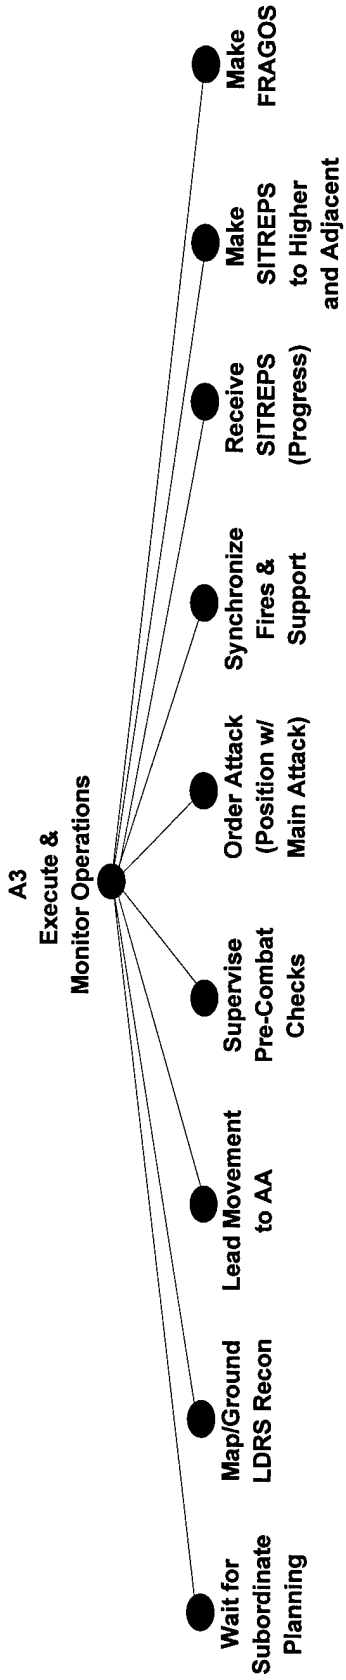 A3
Execute &
Monitor Operations
Wait for
Subordinate
Planning
Map/Ground
LDRS Recon
Lead Movement
to AA
Supervise
Pre-Combat
Checks
Order Attack
(Position w/
Main Attack)
Synchronize
Fires &
Support
Receive
SITREPS
(Progress)
Make
SITREPS
to Higher
and Adjacent
Make
FRAGOS